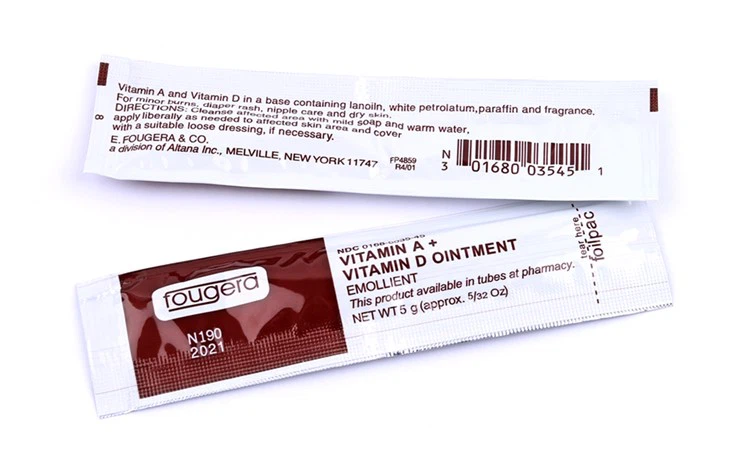 Vitamin A and Vitamin D in a base containing lanolin, white petrolatum, paraffin and fragrance.
For minor burns, diaper rash, nipple care and dry skin.
DIRECTIONS: Cleanse affected area with mild soap and warm water,
apply liberally as needed to affected skin area and cover
with a suitable loose dressing, if necessary.
E. FOUGERA & CO.
a division of Altana Inc., MELVILLE, NEW YORK 11747
FP4859
R4/01
8
N
3 01680 03545 1
NDC 0168-0035-45
VITAMIN A +
VITAMIN D OINTMENT
EMOLLIENT
This product available in tubes at pharmacy.
NET WT 5 g (approx. 5/32 Oz)
fougera
N190
2021
tear here
foilpac